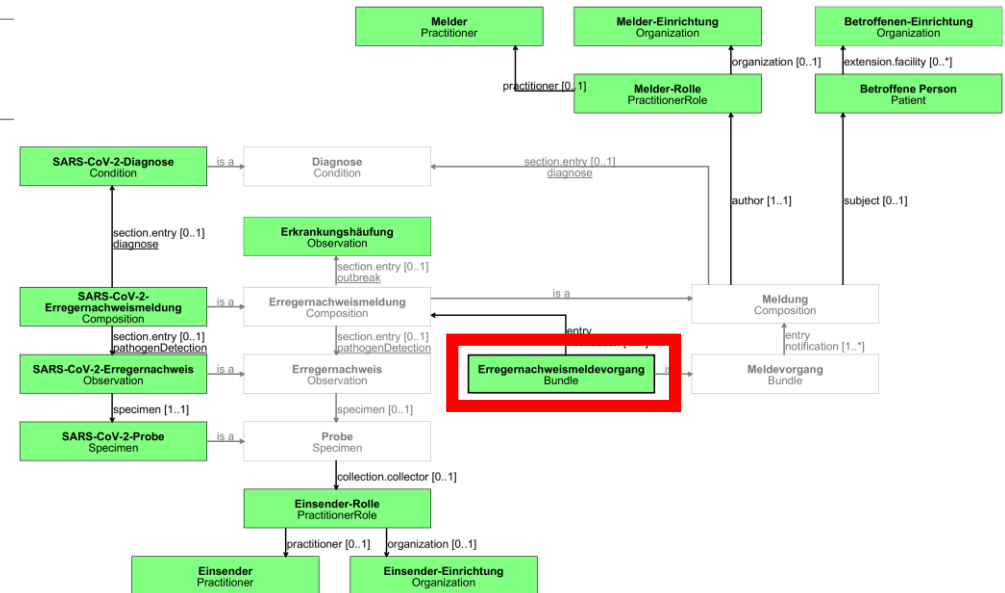 Melder
Practitioner
Melder-Einrichtung
Organization
Betroffenen-Einrichtung
Organization
organization [0..1]
extension.facility [0..*]
practitioner [0..1]
Melder-Rolle
PractitionerRole
Betroffene Person
Patient
SARS-CoV-2-Diagnose
Condition
is a
Diagnose
Condition
section.entry [0..1]
diagnose
author [1..1]
subject [0..1]
section.entry [0..1]
diagnose
Erkrankungshäufung
Observation
section.entry [0..1]
outbreak
SARS-CoV-2-
Erregernachweismeldung
Composition
is a
Erregernachweismeldung
Composition
is a
Meldung
Composition
section.entry [0..1]
pathogenDetection
section.entry [0..1]
pathogenDetection
entry
entry
notification [1..*]
SARS-CoV-2-Erregernachweis
Observation
is a
Erregernachweis
Observation
Erregernachweismeldevorgang
Bundle
Meldevorgang
Bundle
specimen [1..1]
specimen [0..1]
SARS-CoV-2-Probe
Specimen
is a
Probe
Specimen
collection.collector [0..1]
Einsender-Rolle
PractitionerRole
practitioner [0..1]
organization [0..1]
Einsender
Practitioner
Einsender-Einrichtung
Organization